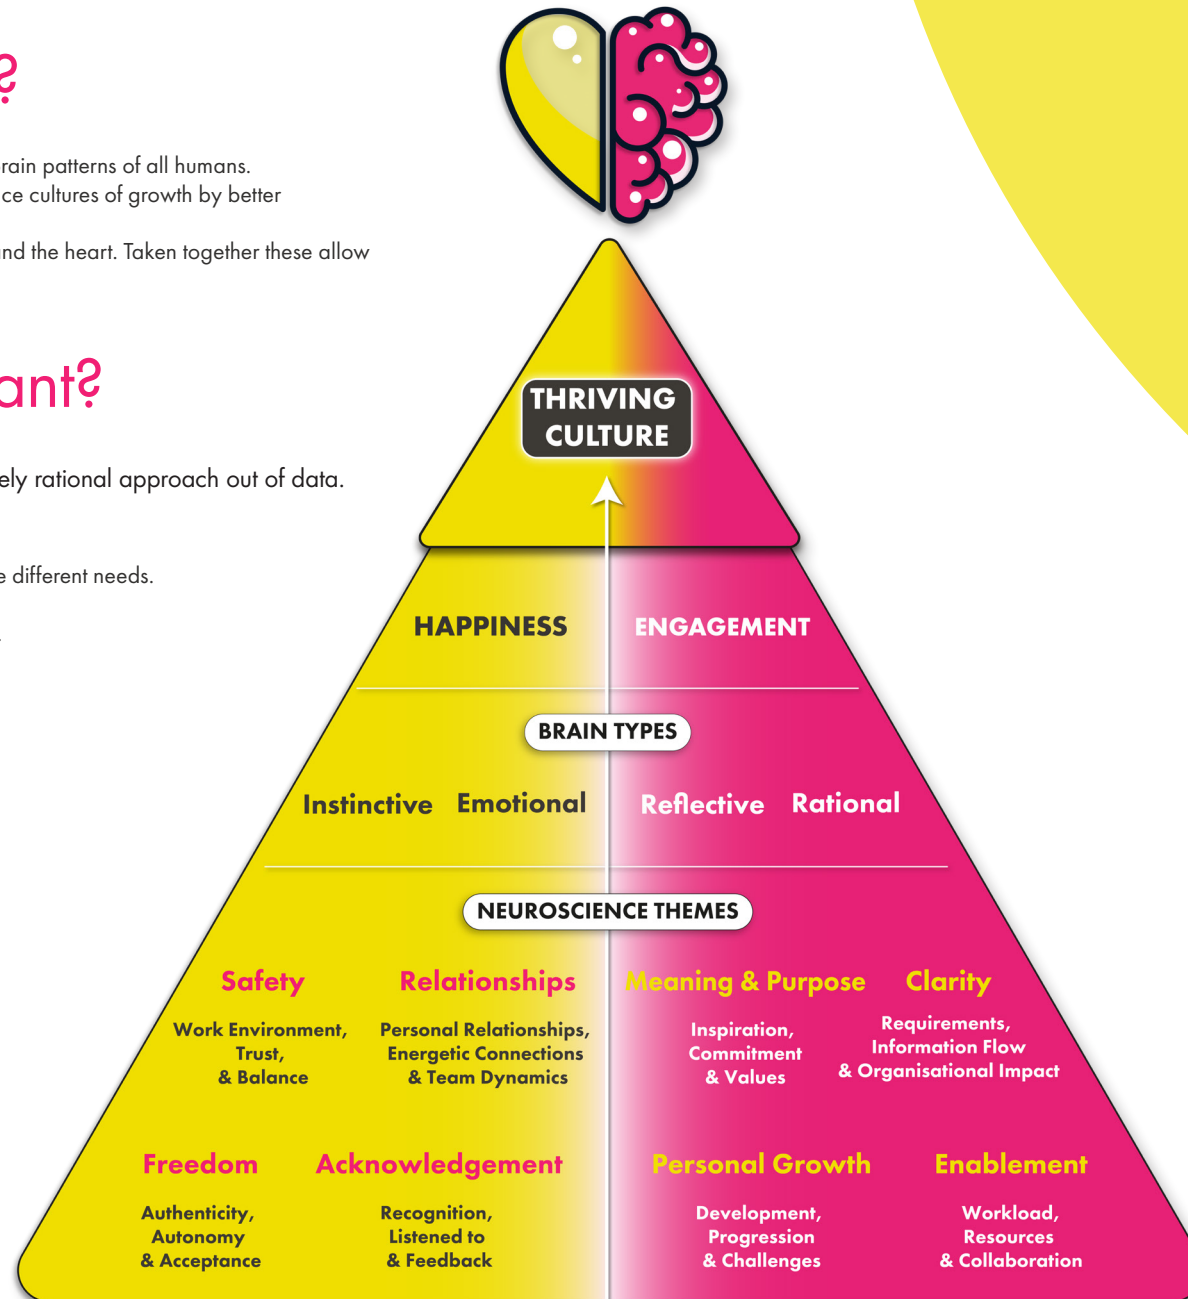 ?
rain patterns of all humans.
ce cultures of growth by better
nd the heart. Taken together these allow
ant?
ely rational approach out of data.
e different needs.
.
THRIVING
CULTURE
HAPPINESS
ENGAGEMENT
BRAIN TYPES
Instinctive
Emotional
Reflective
Rational
NEUROSCIENCE THEMES
Safety
Work Environment,
Trust,
& Balance
Relationships
Personal Relationships,
Energetic Connections
& Team Dynamics
Meaning & Purpose
Inspiration,
Commitment
& Values
Clarity
Requirements,
Information Flow
& Organisational Impact
Freedom
Authenticity,
Autonomy
& Acceptance
Acknowledgement
Recognition,
Listened to
& Feedback
Personal Growth
Development,
Progression
& Challenges
Enablement
Workload,
Resources
& Collaboration